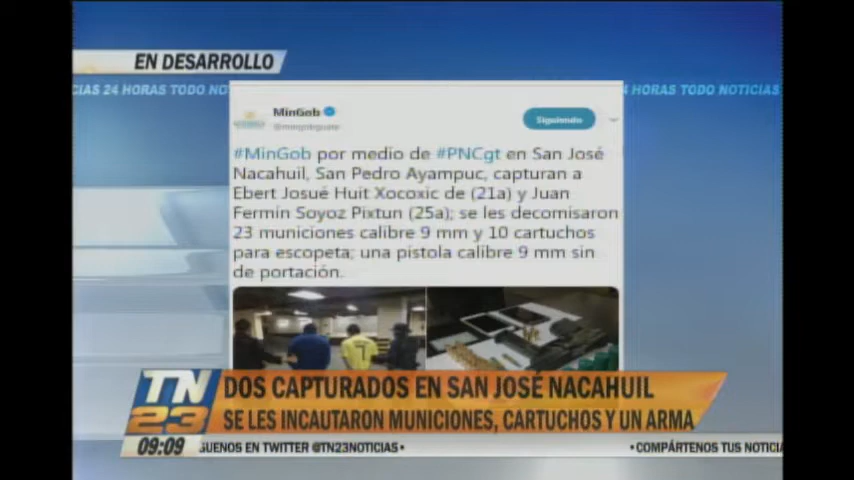 EN DESARROLLO
CIAS 24 HORAS TODO NO
4 HORAS TODO NOTICIAS
MinGob
Siguiendo
@mingobguate
#MinGob por medio de #PNCgt en San José
Nacahuil, San Pedro Ayampuc, capturan a
Ebert Josué Huit Xocoxic de (21a) y Juan
Fermín Soyoz Pixtun (25a); se les decomisaron
23 municiones calibre 9 mm y 10 cartuchos
para escopeta; una pistola calibre 9 mm sin
de portación.
7
TN
23
DOS CAPTURADOS EN SAN JOSÉ NACAHUIL
SE LES INCAUTARON MUNICIONES, CARTUCHOS Y UN ARMA
09:09
GUENOS EN TWITTER @TN23NOTICIAS•
•COMPÁRTENOS TUS NOTICIA